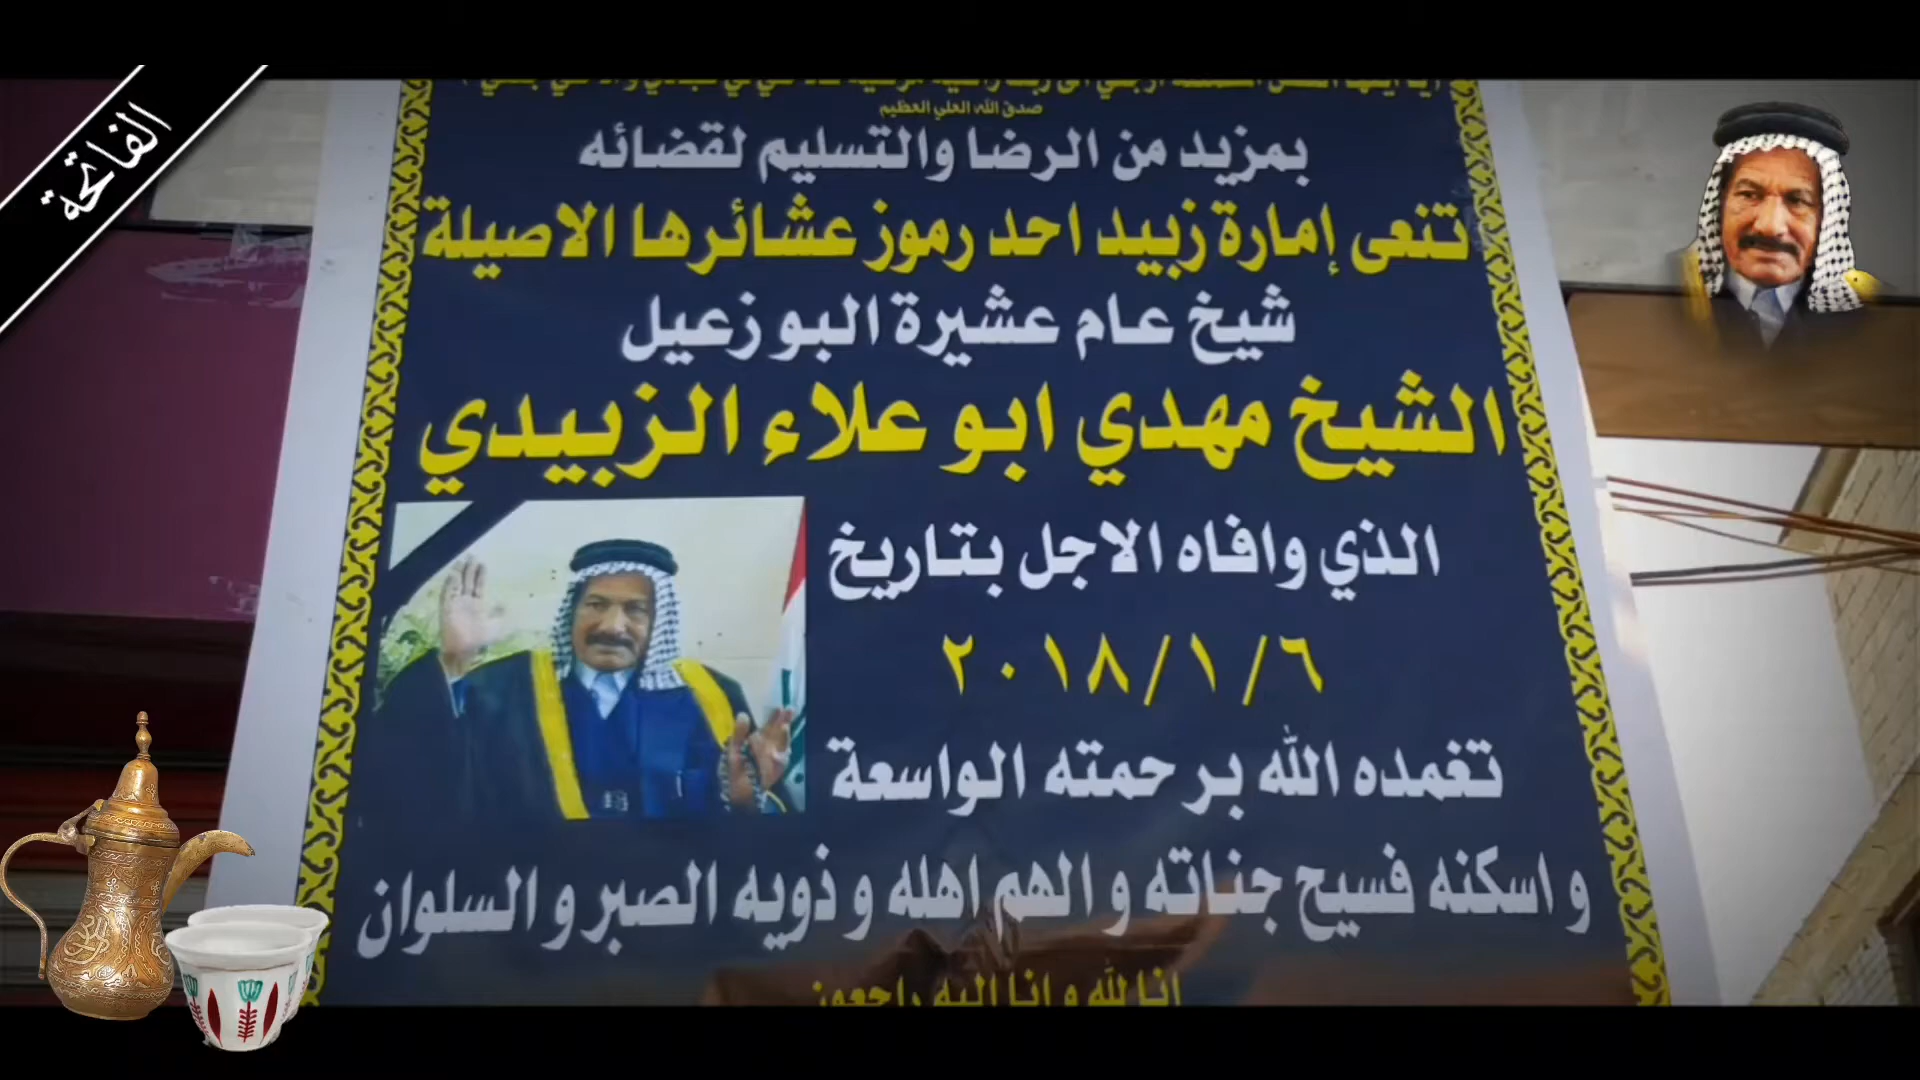 الفاتحة
صدق الله العلي العظيم
بمزيد من الرضا والتسليم لقضائه
تنعى إمارة زبيد احد رموز عشائرها الاصيلة
شيخ عام عشيرة البوزعيل
الشيخ مهدي ابو علاء الزبيدي
الذي وافاه الاجل بتاريخ
٢٠١٨/١/٦
تغمده الله برحمته الواسعة
و اسكنه فسيح جناته و الهم اهله و ذويه الصبر و السلوان
انا لله و انا اليه راجعون